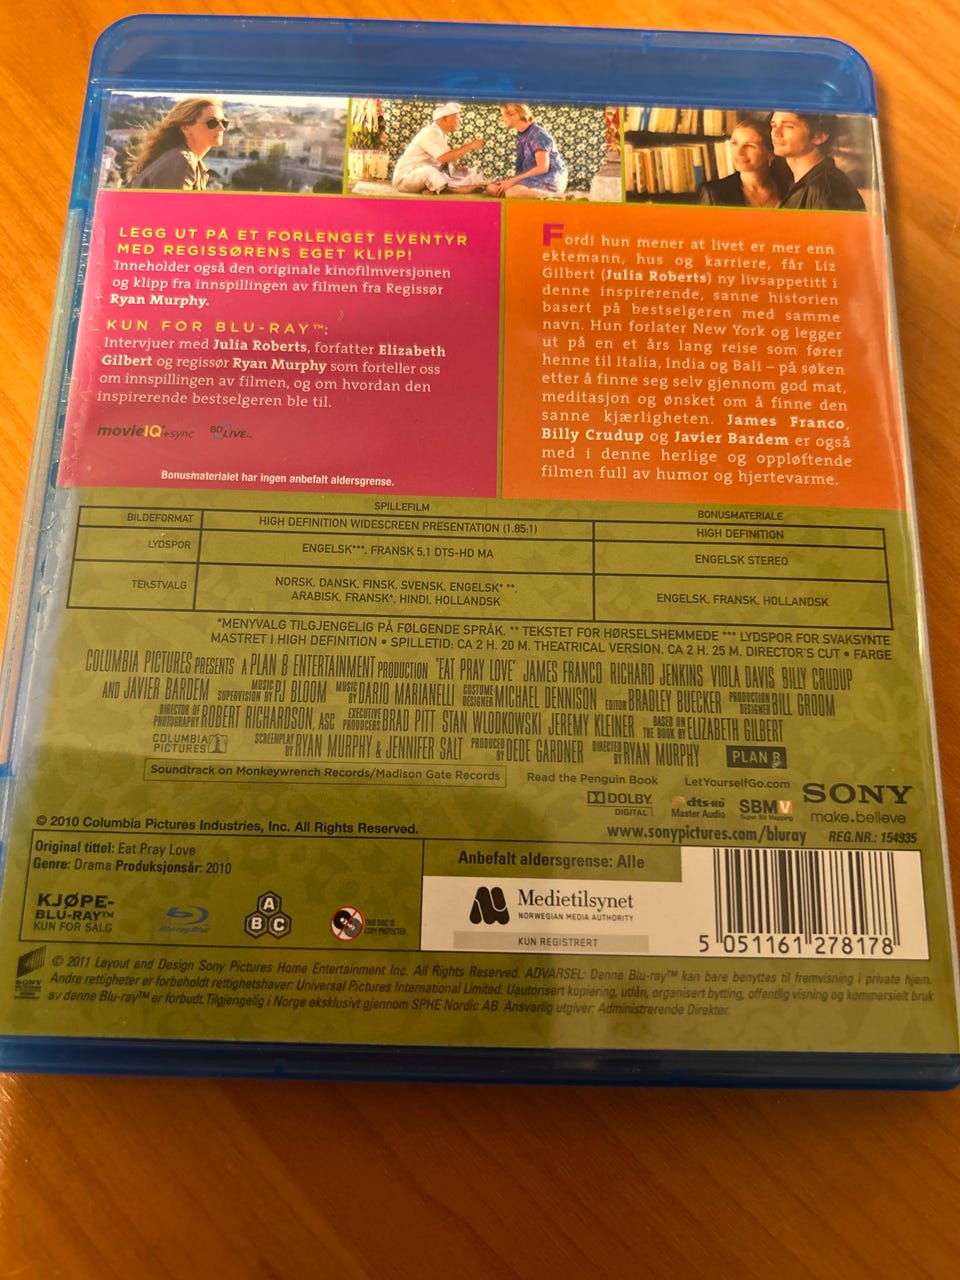 LEGG UT PÅ ET FORLENGET EVENTYR
MED REGISSØRENS EGET KLIPP!
Inneholder også den originale kinofilmversjonen
og klipp fra innspillingen av filmen fra Regissør
Ryan Murphy.
KUN FOR BLU-RAY™:
Intervjuer med Julia Roberts, forfatter Elizabeth
Gilbert og regissør Ryan Murphy som forteller oss
om innspillingen av filmen, og om hvordan den
inspirerende bestselgeren ble til.
movieIQ+sync BD LIVE™
Bonusmaterialet har ingen anbefalt aldersgrense.
Fordi hun mener at livet er mer enn
ektemann, hus og karriere, får Liz
Gilbert (Julia Roberts) ny livsappetitt i
denne inspirerende, sanne historien
basert på bestselgeren med samme
navn. Hun forlater New York og legger
ut på en et års lang reise som fører
henne til Italia, India og Bali – på søken
etter å finne seg selv gjennom god mat,
meditasjon og ønsket om å finne den
sanne kjærligheten. James Franco,
Billy Crudup og Javier Bardem er også
med i denne herlige og oppløftende
filmen full av humor og hjertevarme.
SPILLEFILM BONUSMATERIALE
BILDEFORMAT HIGH DEFINITION WIDESCREEN PRESENTATION (1.85:1) HIGH DEFINITION
LYDSPOR ENGELSK***, FRANSK 5.1 DTS-HD MA ENGELSK STEREO
TEKSTVALG NORSK, DANSK, FINSK, SVENSK, ENGELSK* **,
ARABISK, FRANSK*, HINDI, HOLLANDSK ENGELSK, FRANSK, HOLLANDSK
*MENYVALG TILGJENGELIG PÅ FØLGENDE SPRÅK. ** TEKSTET FOR HØRSELSHEMMEDE *** LYDSPOR FOR SVAKSYNTE
MASTRET I HIGH DEFINITION • SPILLETID: CA 2 H. 20 M. THEATRICAL VERSION, CA 2 H. 25 M. DIRECTOR'S CUT • FARGE
COLUMBIA PICTURES PRESENTS A PLAN B ENTERTAINMENT PRODUCTION "EAT PRAY LOVE" JAMES FRANCO RICHARD JENKINS VIOLA DAVIS BILLY CRUDUP
AND JAVIER BARDEM MUSIC SUPERVISION BY PJ BLOOM MUSIC BY DARIO MARIANELLI COSTUME DESIGNER MICHAEL DENNISON EDITOR BRADLEY BUECKER PRODUCTION DESIGNER BILL GROOM
DIRECTOR OF PHOTOGRAPHY ROBERT RICHARDSON, ASC EXECUTIVE PRODUCERS BRAD PITT STAN WLODKOWSKI JEREMY KLEINER BASED ON THE BOOK BY ELIZABETH GILBERT
COLUMBIA PICTURES SCREENPLAY BY RYAN MURPHY & JENNIFER SALT PRODUCED BY DEDE GARDNER DIRECTED BY RYAN MURPHY PLAN B
Soundtrack on Monkeywrench Records/Madison Gate Records Read the Penguin Book LetYourselfGo.com
DOLBY DIGITAL dts-HD Master Audio SBMV Super Bit Mapping SONY make.believe
© 2010 Columbia Pictures Industries, Inc. All Rights Reserved.
www.sonypictures.com/bluray REG.NR.: 154935
Original tittel: Eat Pray Love
Genre: Drama Produksjonsår: 2010
KJØPE-
BLU-RAY™
KUN FOR SALG
Blu-ray Disc
A
B C
THIS DISC IS
COPY PROTECTED.
Anbefalt aldersgrense: Alle
Medietilsynet
NORWEGIAN MEDIA AUTHORITY
KUN REGISTRERT
5 051161 278178
SONY
© 2011 Layout and Design Sony Pictures Home Entertainment Inc. All Rights Reserved. ADVARSEL: Denne Blu-ray™ kan bare benyttes til fremvisning i private hjem.
Andre rettigheter er forbeholdt rettighetshaver: Universal Pictures International Limited. Uautorisert kopiering, utlån, organisert bytting, offentlig visning og kommersielt bruk
av denne Blu-ray™ er forbudt. Tilgjengelig i Norge eksklusivt gjennom SPHE Nordic AB. Ansvarlig utgiver: Administrerende Direktør.